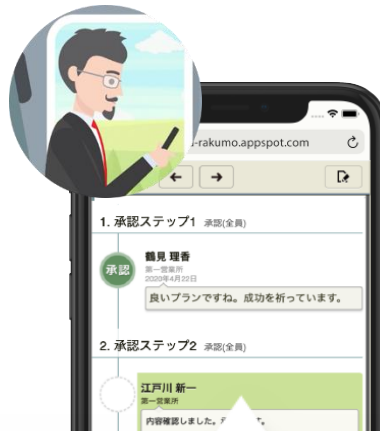 -rakumo.appspot.com
1. 承認ステップ1 承認(全員)
承認
鶴見 理香
第一営業所
2020年4月22日
良いプランですね。成功を祈っています。
2. 承認ステップ2 承認(全員)
江戸川 新一
第一営業所
内容確認しました。